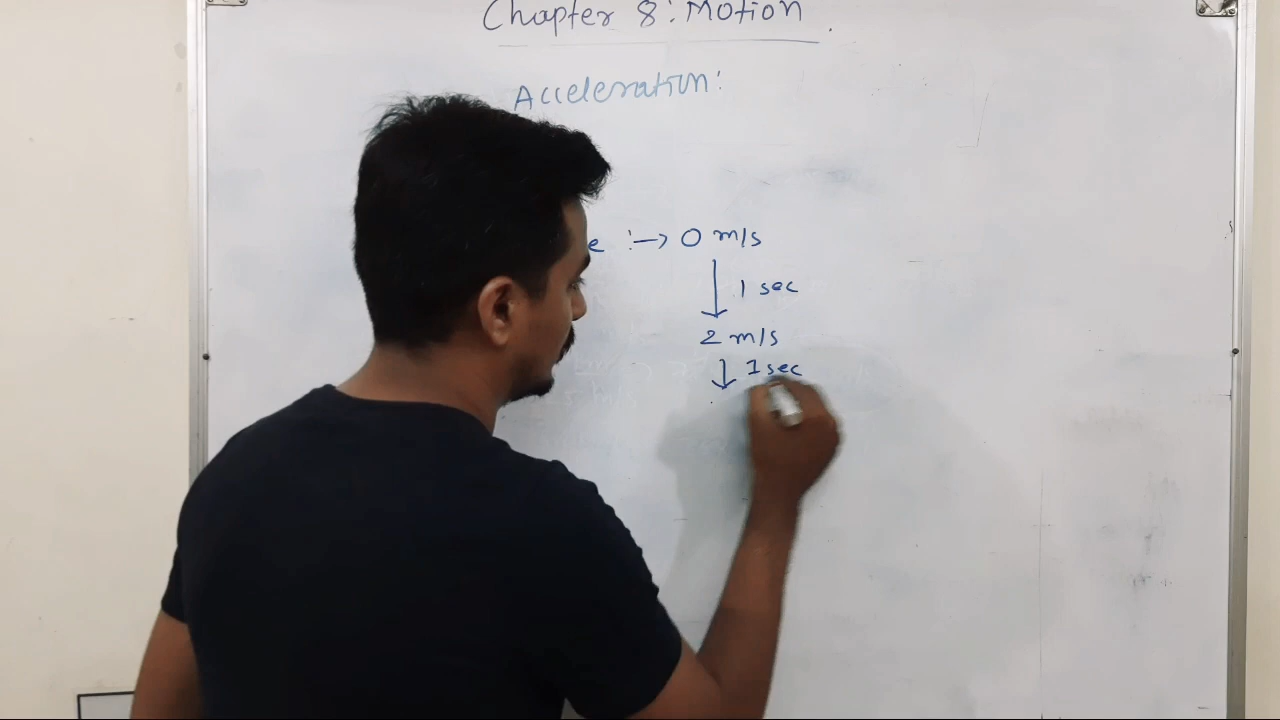 Chapter 8: Motion
Acceleration:
e :→ 0 m/s
↓ 1 sec
2 m/s
↓ 1 sec